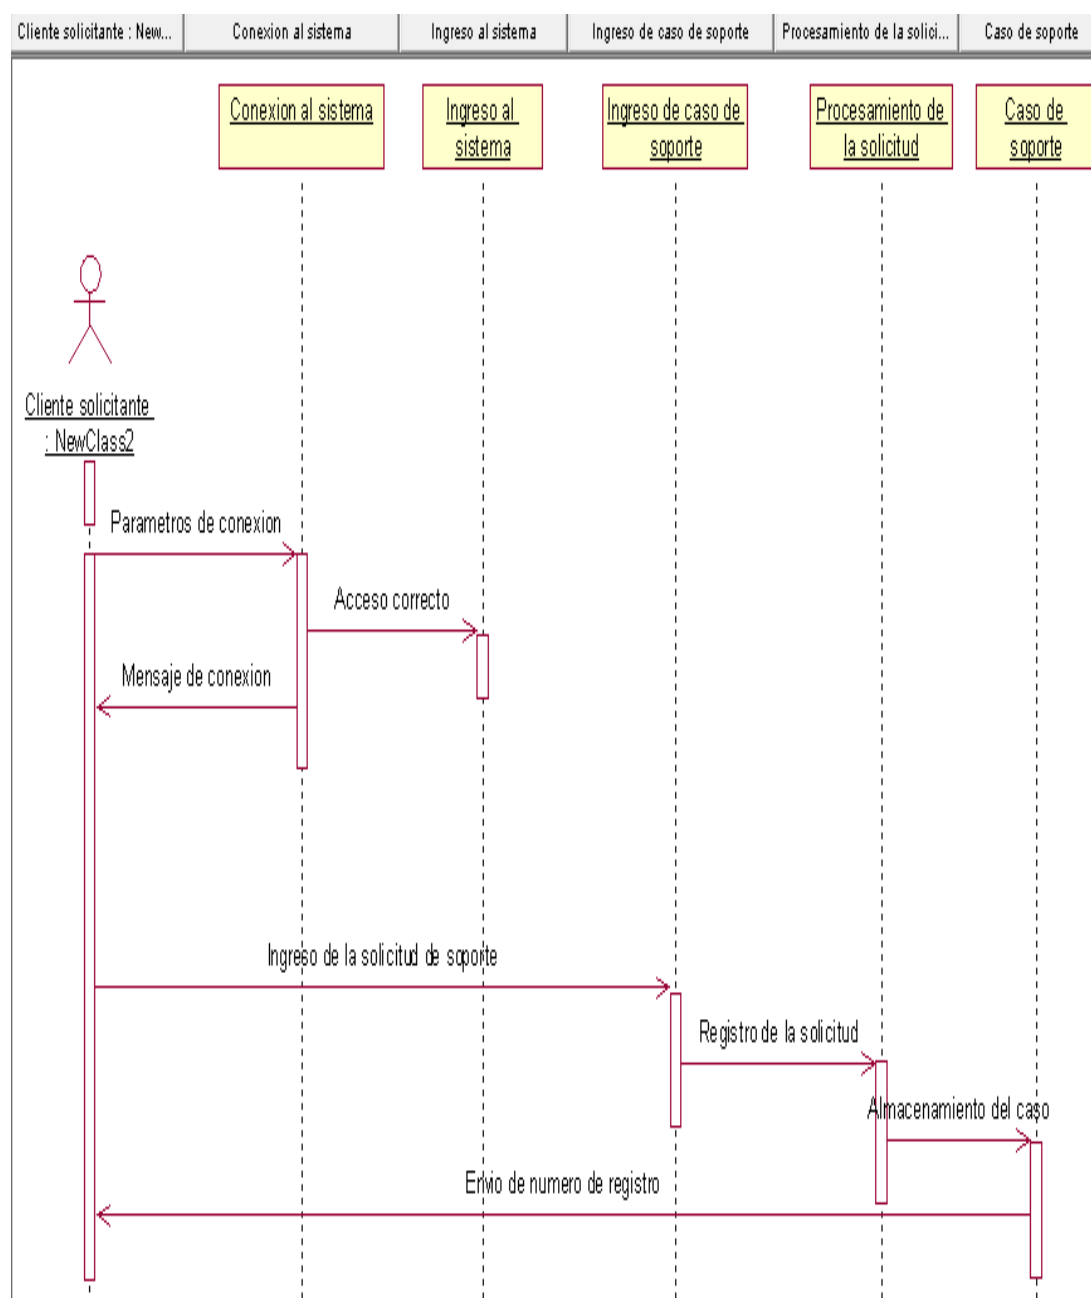 Cliente solicitante : New...
Conexion al sistema
Ingreso al sistema
Ingreso de caso de soporte
Procesamiento de la solici...
Caso de soporte
Conexion al sistema
Ingreso al
sistema
Ingreso de caso de
soporte
Procesamiento de
la solicitud
Caso de
soporte
Cliente solicitante
: NewClass2
Parametros de conexion
Acceso correcto
Mensaje de conexion
Ingreso de la solicitud de soporte
Registro de la solicitud
Almacenamiento del caso
Envio de numero de registro